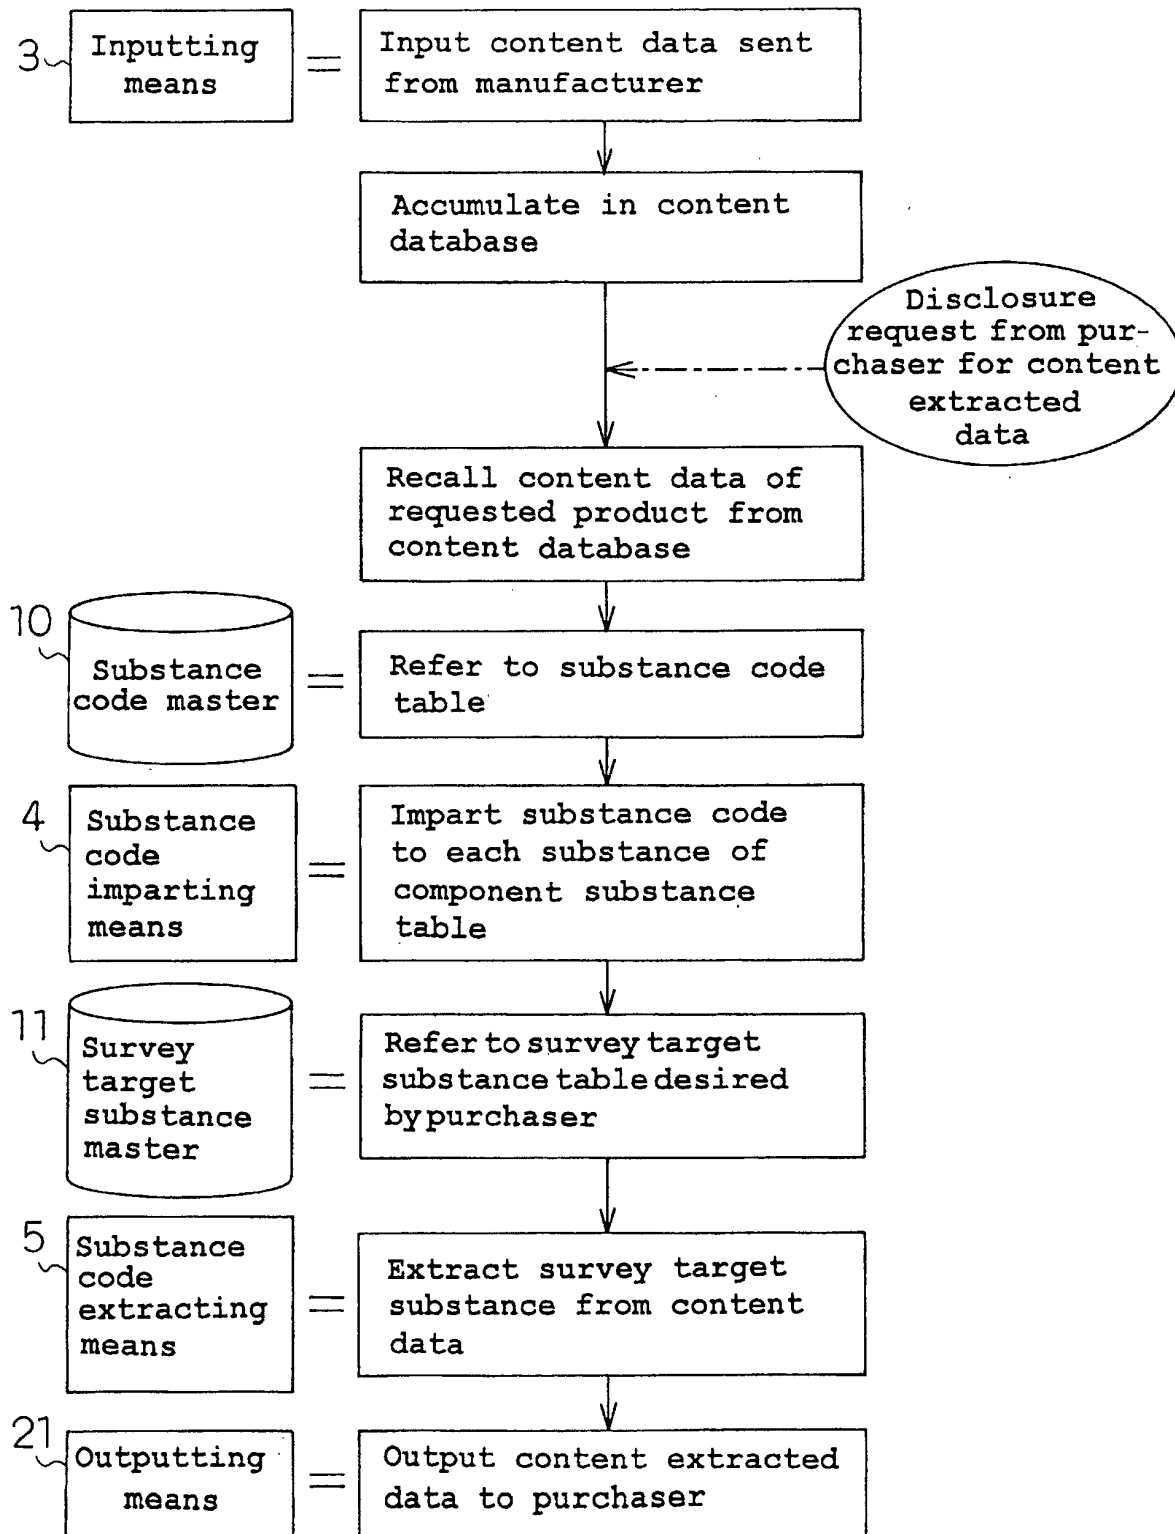 3
Inputting
means
Input content data sent
from manufacturer
Accumulate in content
database
Disclosure
request from pur-
chaser for content
extracted
data
Recall content data of
requested product from
content database
10
Substance
code master
Refer to substance code
table
4
Substance
code
imparting
means
Impart substance code
to each substance of
component substance
table
11
Survey
target
substance
master
Refer to survey target
substance table desired
by purchaser
5
Substance
code
extracting
means
Extract survey target
substance from content
data
21
Outputting
means
Output content extracted
data to purchaser